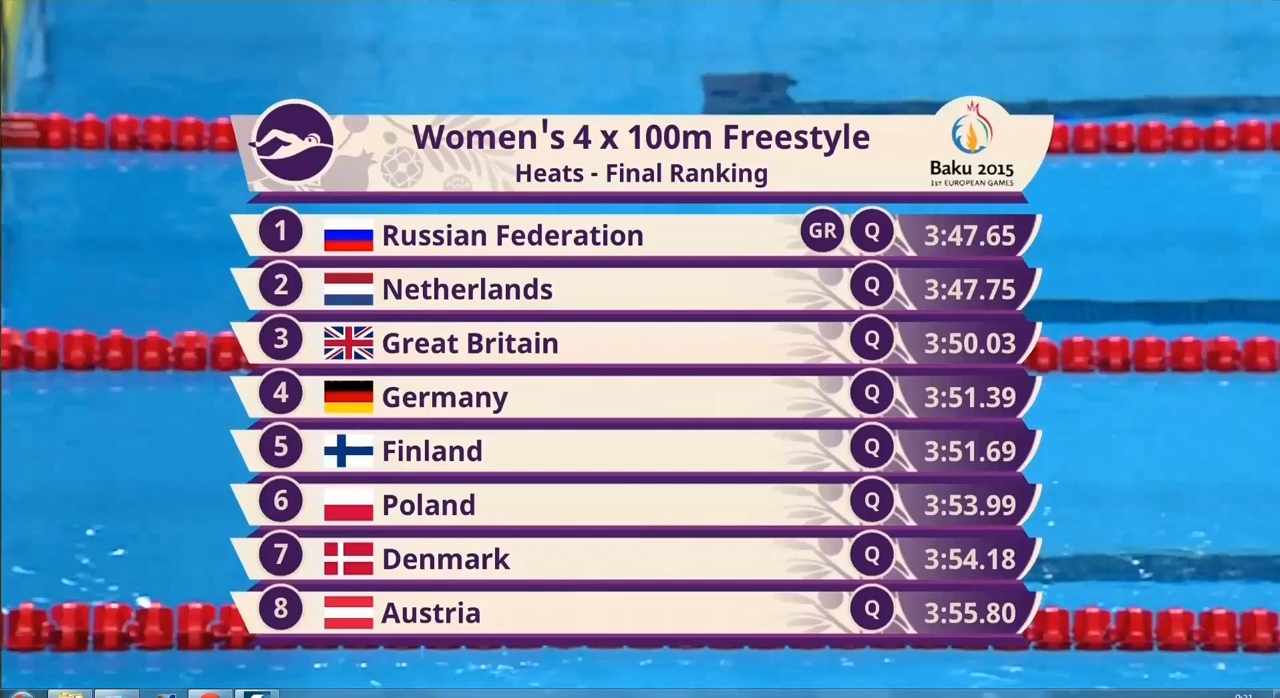 Women's 4 x 100m Freestyle
Heats - Final Ranking
Baku 2015
1ST EUROPEAN GAMES
1 Russian Federation GR Q 3:47.65
2 Netherlands Q 3:47.75
3 Great Britain Q 3:50.03
4 Germany Q 3:51.39
5 Finland Q 3:51.69
6 Poland Q 3:53.99
7 Denmark Q 3:54.18
8 Austria Q 3:55.80